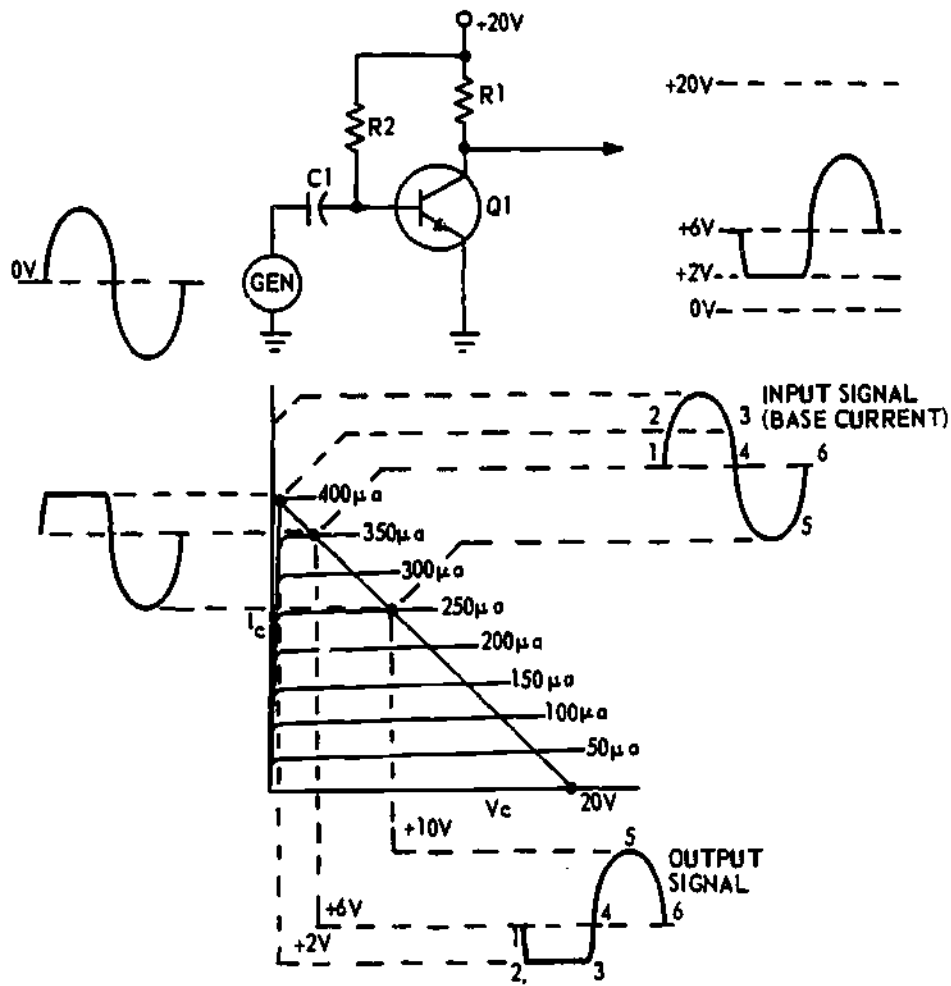 +20V
R1
R2
C1
Q1
GEN
0V
+20V
+6V
+2V
0V
INPUT SIGNAL
(BASE CURRENT)
2 3
1 4 6
5
400μa
350μa
300μa
250μa
Ic
200μa
150μa
100μa
50μa
Vc
20V
1
+10V
5
OUTPUT
SIGNAL
+6V
4 6
1
+2V
2, 3